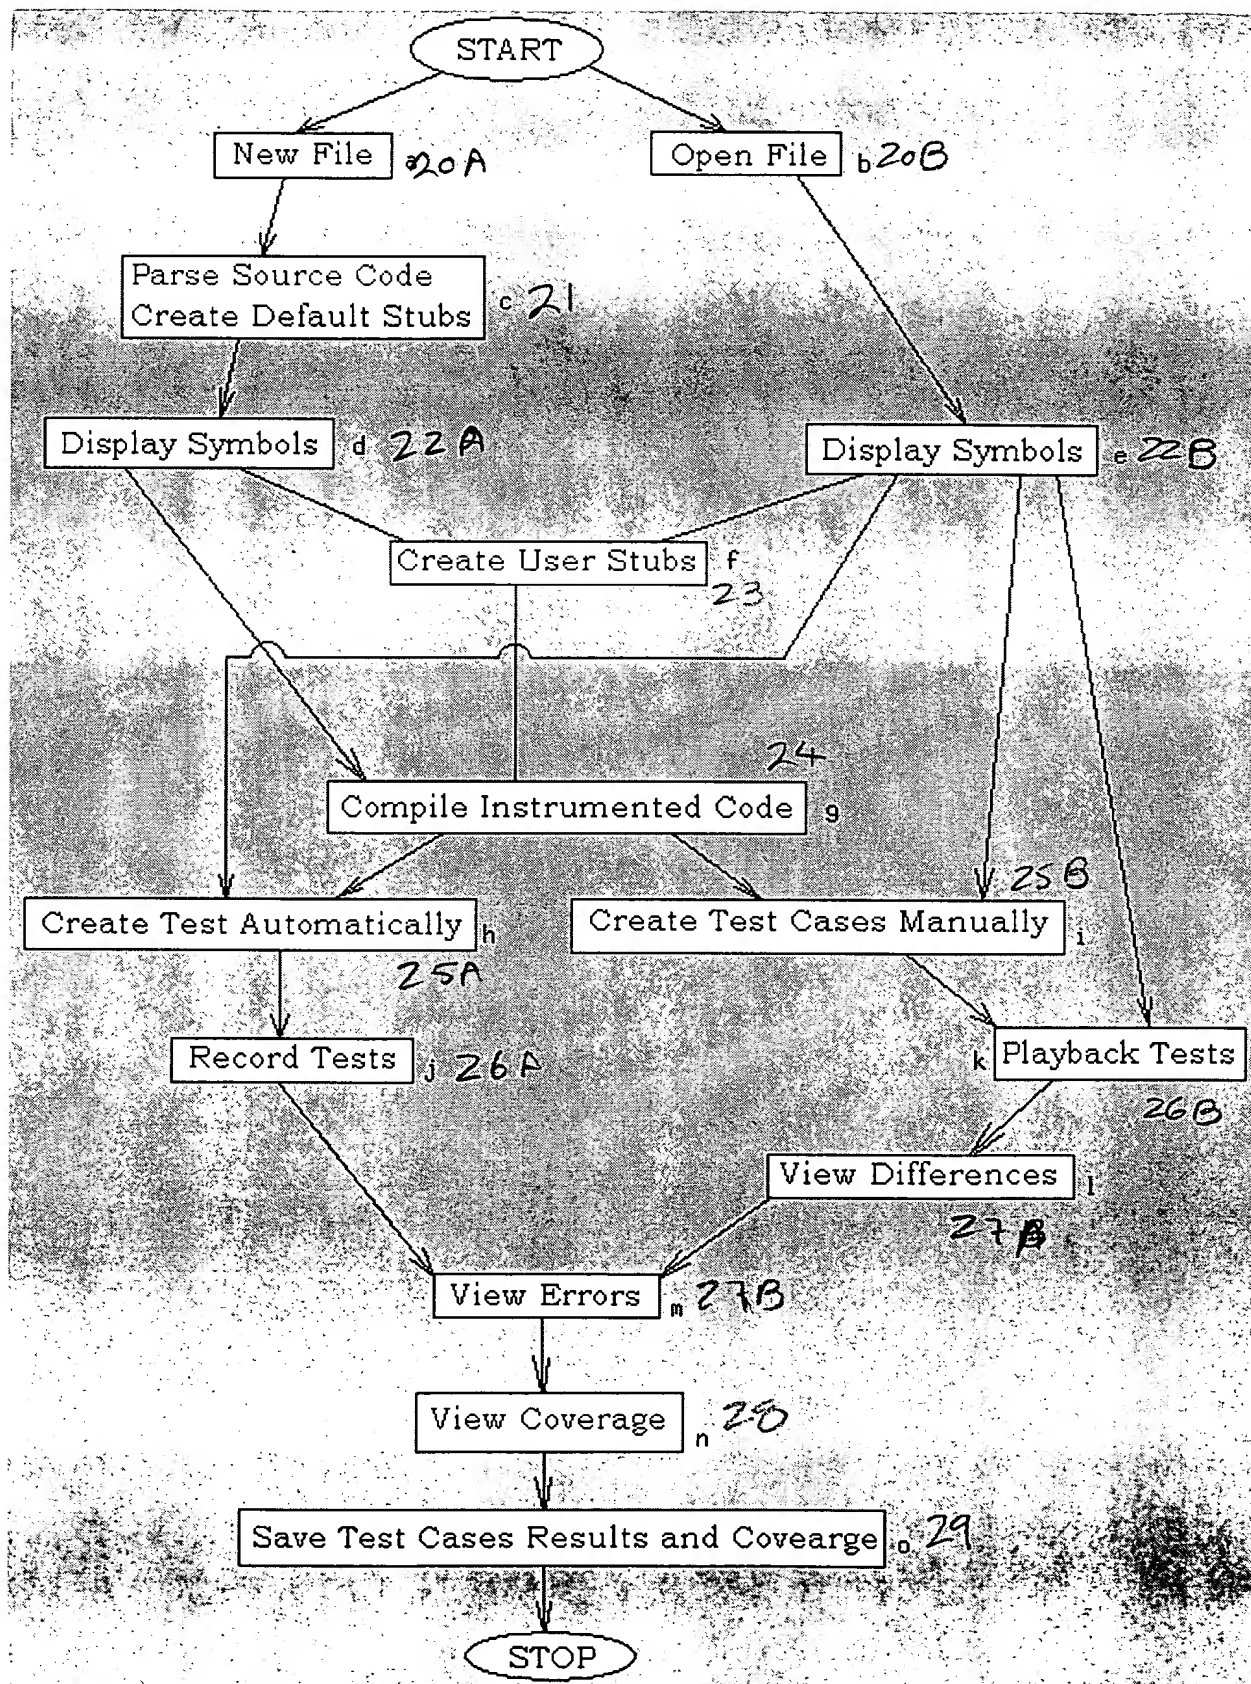 START
New File a 20A
Open File b 20B
Parse Source Code
Create Default Stubs c 21
Display Symbols d 22A
Display Symbols e 22B
Create User Stubs f
23
24
Compile Instrumented Code g
25B
Create Test Automatically h
Create Test Cases Manually i
25A
Record Tests j 26A
k Playback Tests
26B
View Differences l
27B
View Errors m 27B
View Coverage n 28
Save Test Cases Results and Covearge o 29
STOP